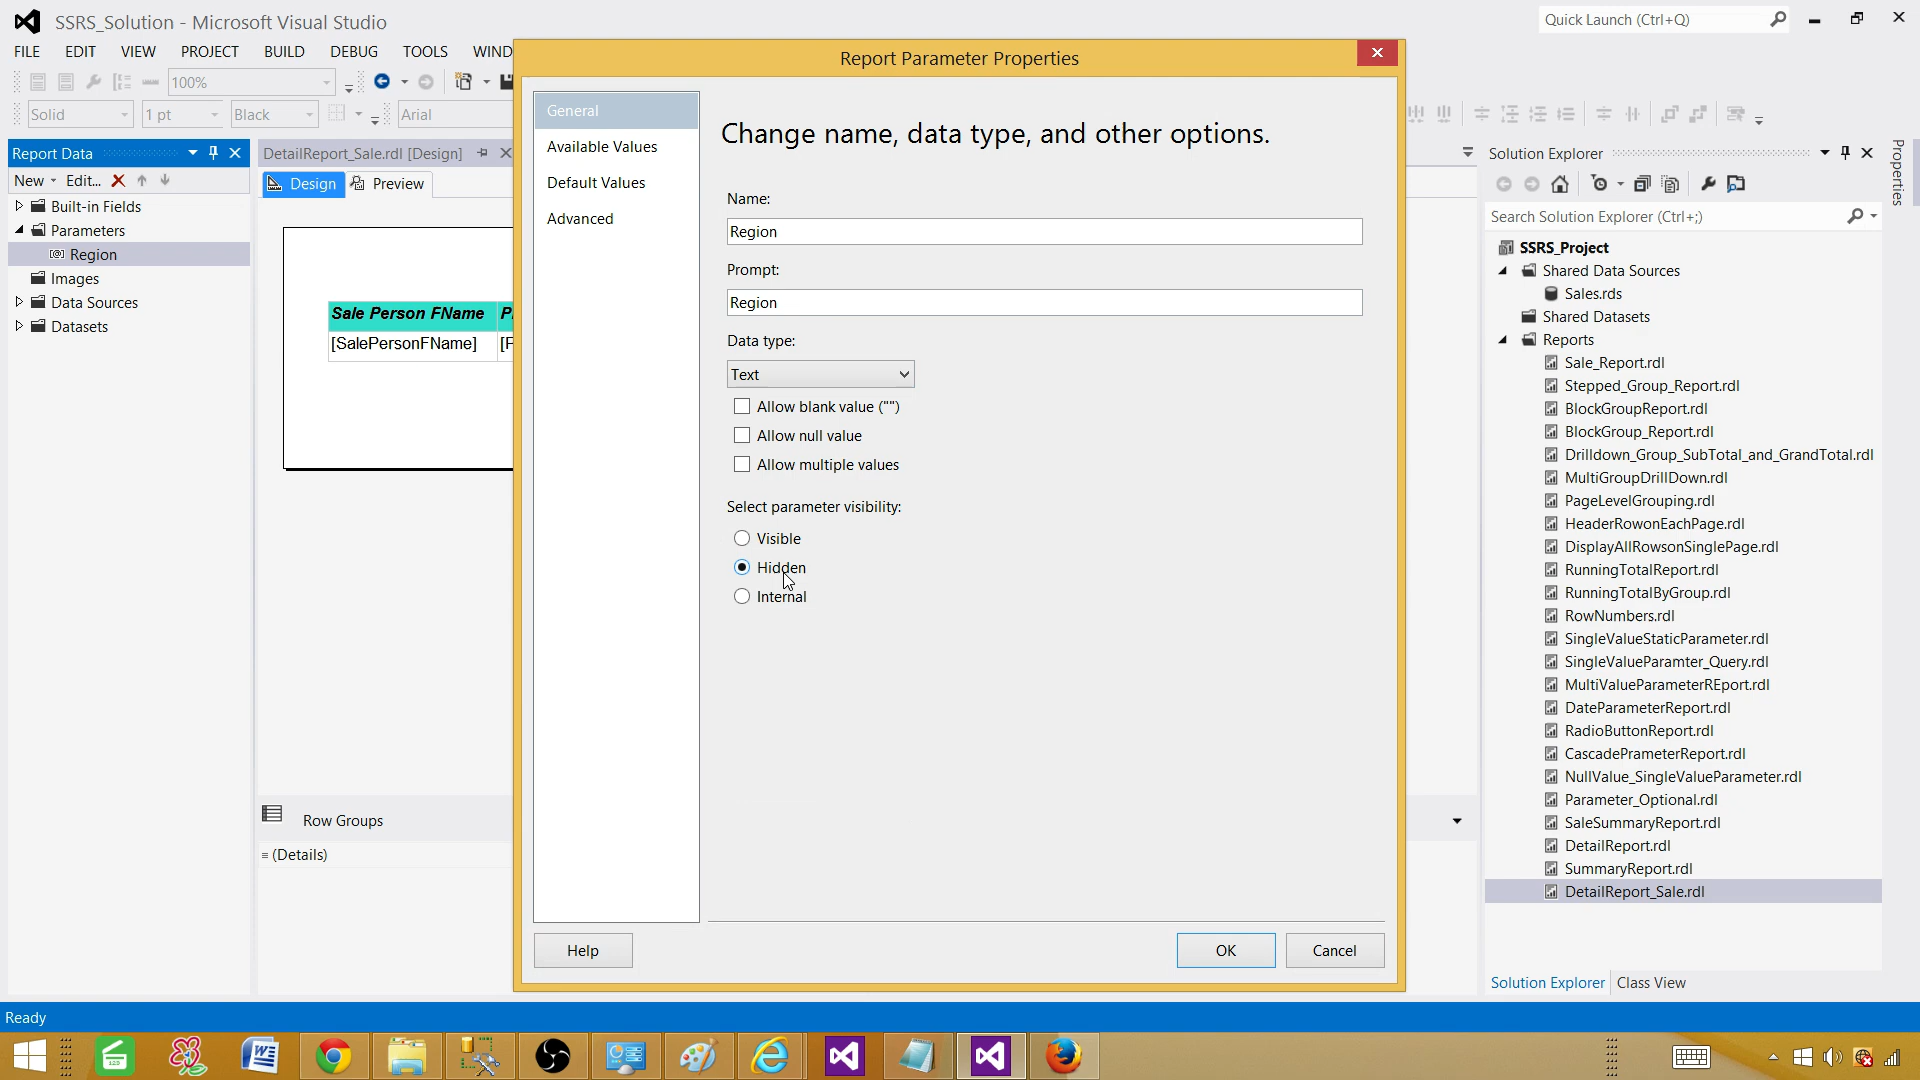 SSRS_Solution - Microsoft Visual Studio
Quick Launch (Ctrl+Q)
FILE EDIT VIEW PROJECT BUILD DEBUG TOOLS WIND
100%
Solid 1 pt Black Arial
Report Parameter Properties
Report Data
New Edit...
Built-in Fields
Parameters
Region
Images
Data Sources
Datasets
DetailReport_Sale.rdl [Design]
Design Preview
Sale Person FName P
[SalePersonFName] [F
Row Groups
(Details)
General
Available Values
Default Values
Advanced
Change name, data type, and other options.
Name:
Region
Prompt:
Region
Data type:
Text
Allow blank value ("")
Allow null value
Allow multiple values
Select parameter visibility:
Visible
Hidden
Internal
Help OK Cancel
Solution Explorer
Properties
Search Solution Explorer (Ctrl+;)
SSRS_Project
Shared Data Sources
Sales.rds
Shared Datasets
Reports
Sale_Report.rdl
Stepped_Group_Report.rdl
BlockGroupReport.rdl
BlockGroup_Report.rdl
Drilldown_Group_SubTotal_and_GrandTotal.rdl
MultiGroupDrillDown.rdl
PageLevelGrouping.rdl
HeaderRowonEachPage.rdl
DisplayAllRowsonSinglePage.rdl
RunningTotalReport.rdl
RunningTotalByGroup.rdl
RowNumbers.rdl
SingleValueStaticParameter.rdl
SingleValueParamter_Query.rdl
MultiValueParameterREport.rdl
DateParameterReport.rdl
RadioButtonReport.rdl
CascadePrameterReport.rdl
NullValue_SingleValueParameter.rdl
Parameter_Optional.rdl
SaleSummaryReport.rdl
DetailReport.rdl
SummaryReport.rdl
DetailReport_Sale.rdl
Solution Explorer Class View
Ready